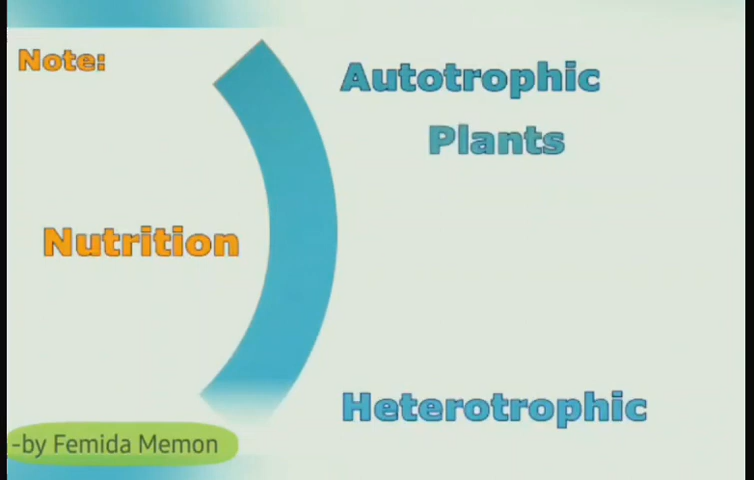 Note:
Autotrophic
Plants
Nutrition
Heterotrophic
-by Femida Memon